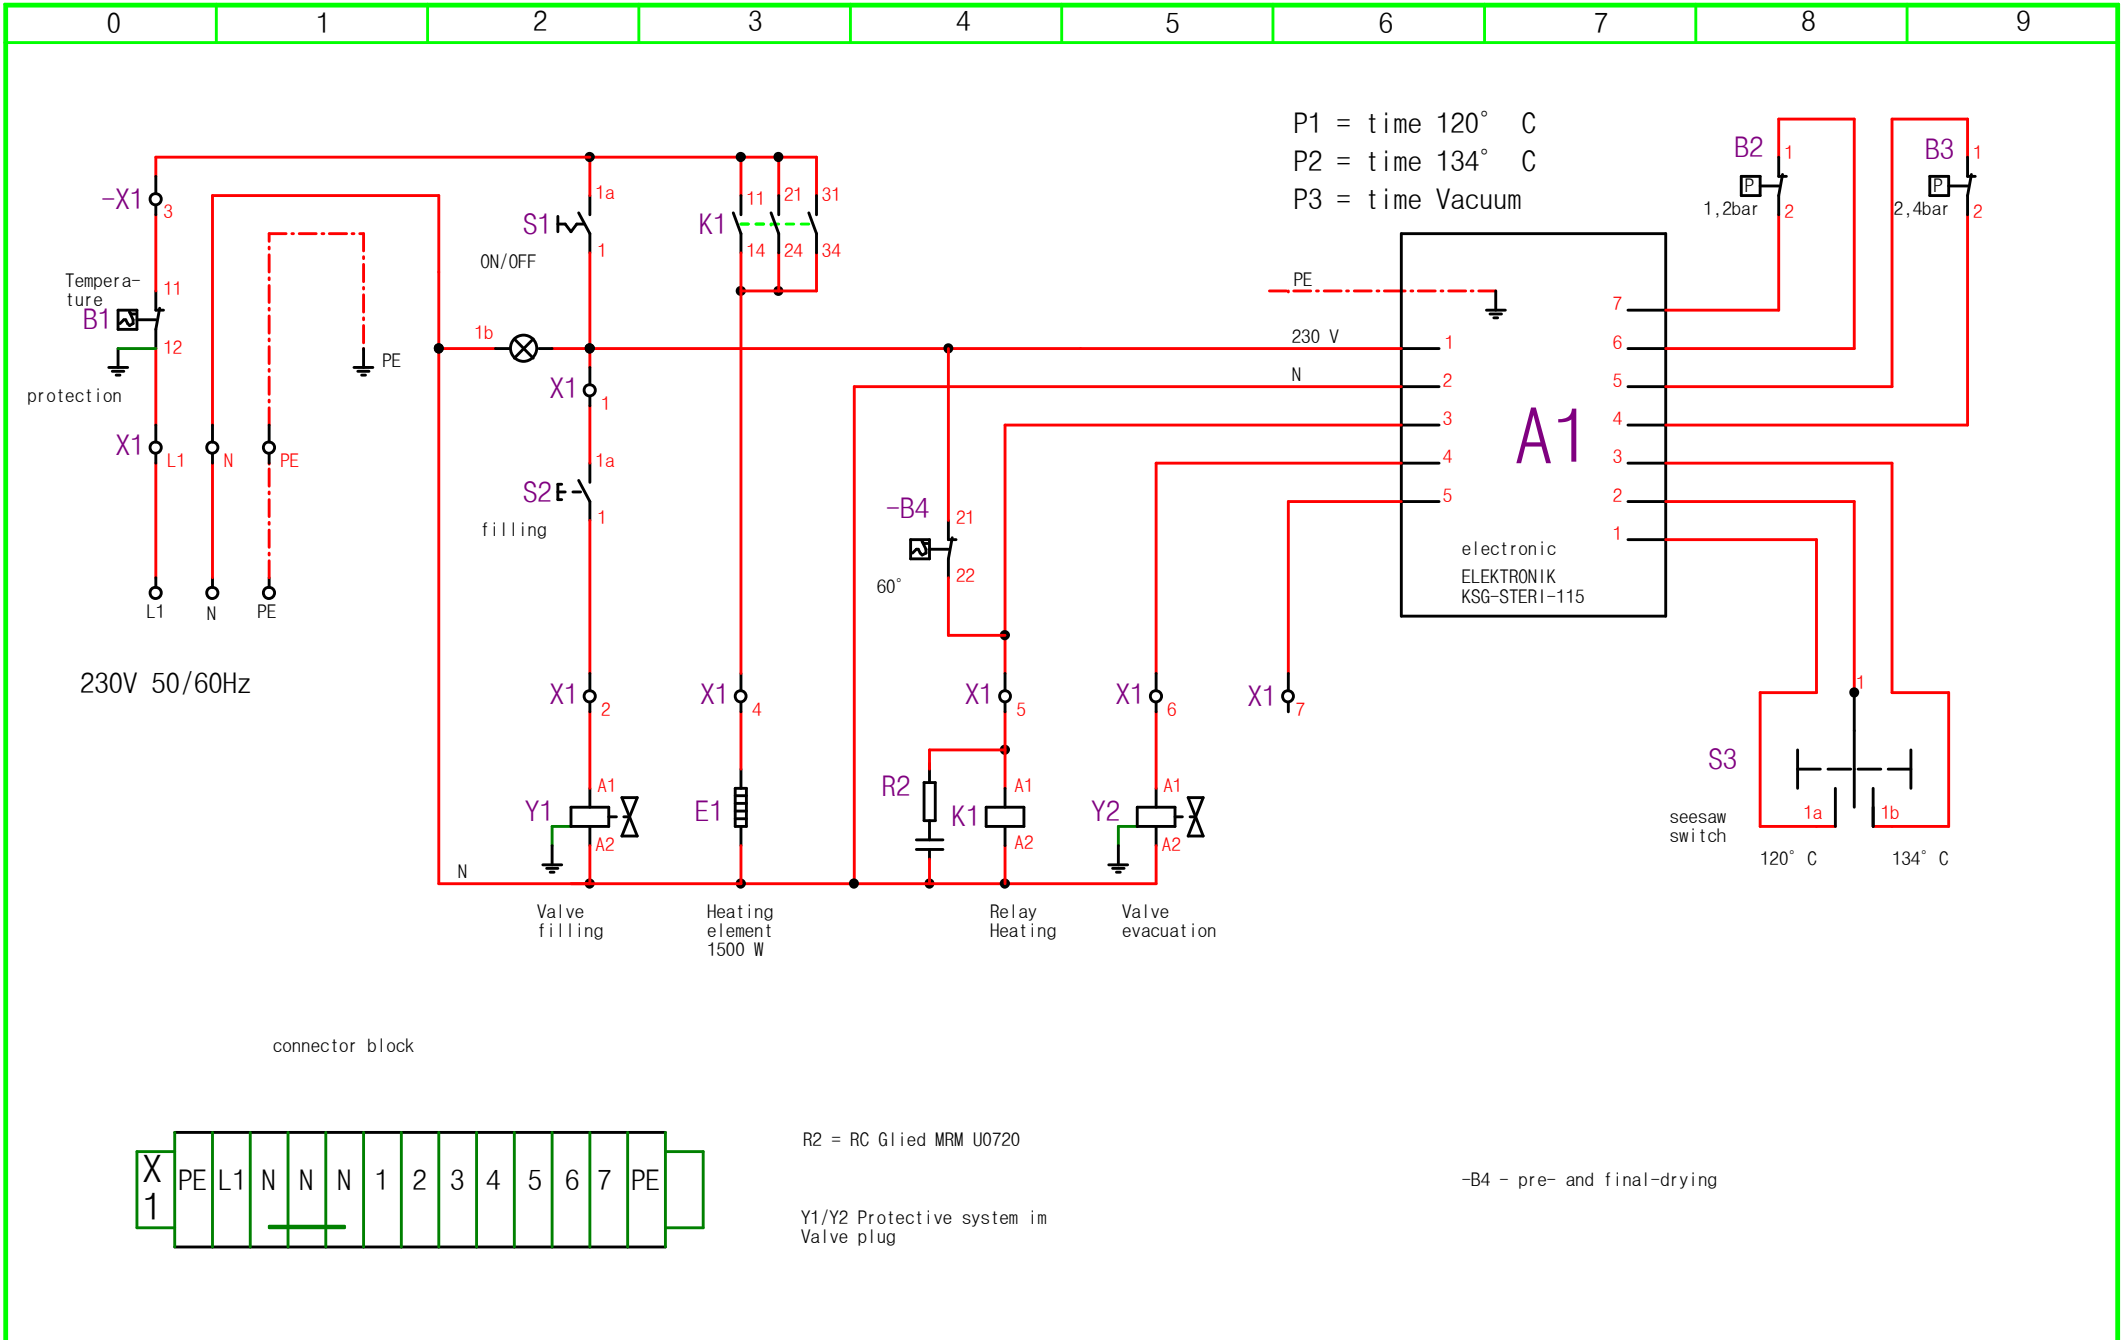 0 1 2 3 4 5 6 7 8 9
P1 = time 120° C
P2 = time 134° C
P3 = time Vacuum
-X1
3
Tempera-
ture
11
B1
12
protection
PE
X1
L1
N
PE
L1
N
PE
230V 50/60Hz
1a
S1
1
ON/OFF
1b
X1
1
1a
S2
1
filling
X1
2
A1
Y1
A2
N
Valve
filling
11
21
31
K1
14
24
34
X1
4
E1
Heating
element
1500 W
-B4
21
22
60°
X1
5
R2
A1
K1
A2
Relay
Heating
X1
6
A1
Y2
A2
Valve
evacuation
X1
7
PE
230 V
N
1
2
3
4
5
7
6
5
4
3
2
1
A1
electronic
ELEKTRONIK
KSG-STERI-115
B2
1
P
1,2bar
2
B3
1
P
2,4bar
2
1
S3
1a
1b
seesaw
switch
120° C
134° C
connector block
X
1
PE L1 N N N 1 2 3 4 5 6 7 PE
R2 = RC Glied MRM U0720
Y1/Y2 Protective system im
Valve plug
-B4 - pre- and final-drying